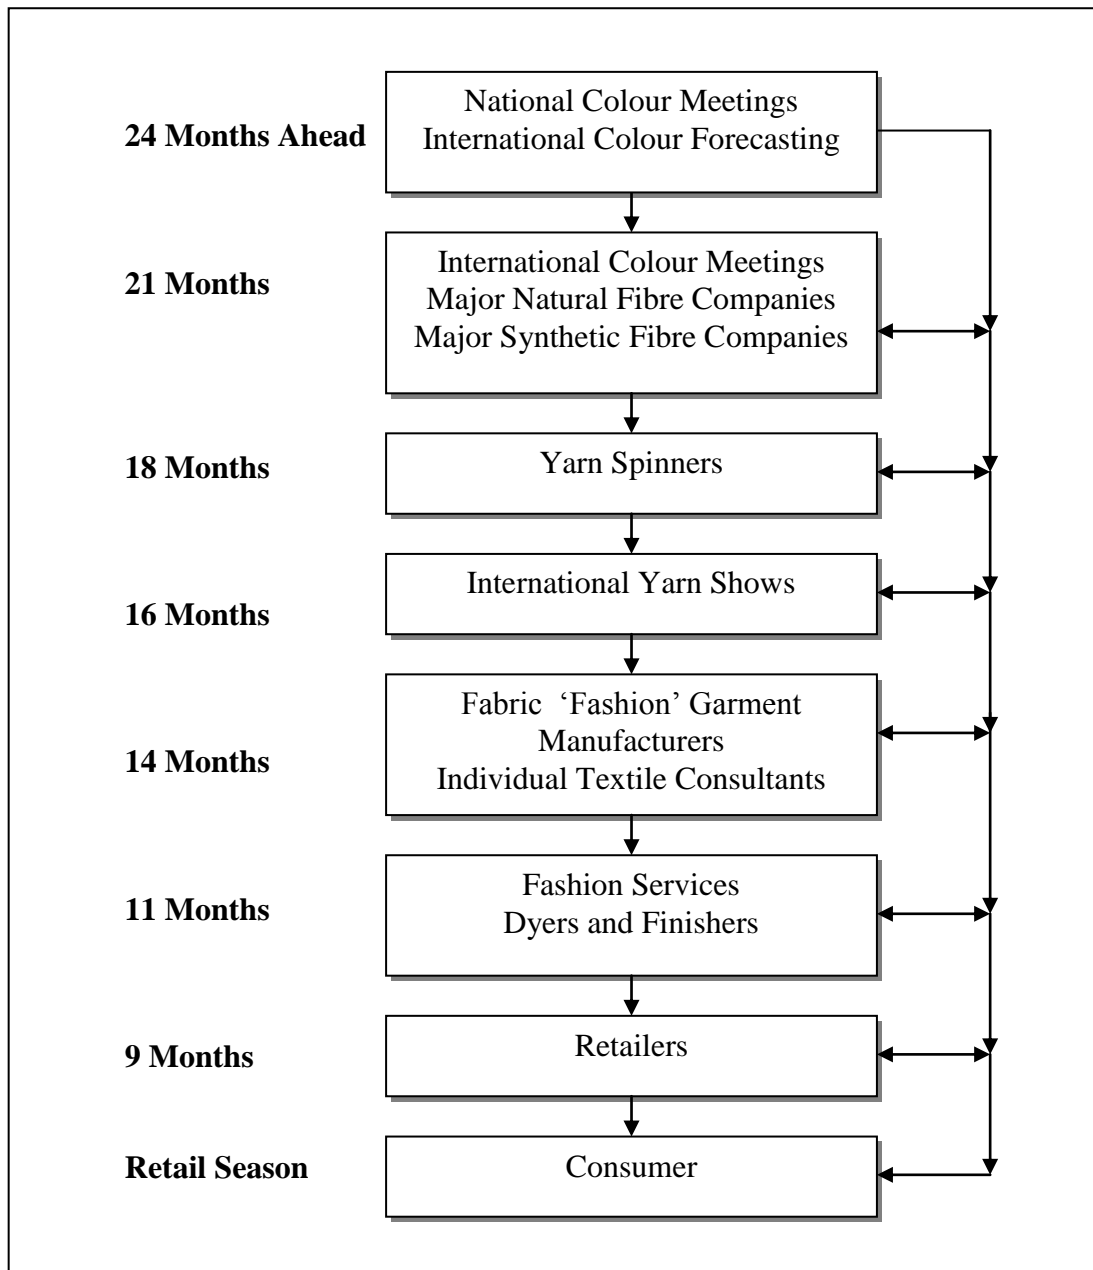 24 Months Ahead
National Colour Meetings
International Colour Forecasting
21 Months
International Colour Meetings
Major Natural Fibre Companies
Major Synthetic Fibre Companies
18 Months
Yarn Spinners
16 Months
International Yarn Shows
14 Months
Fabric ‘Fashion’ Garment
Manufacturers
Individual Textile Consultants
11 Months
Fashion Services
Dyers and Finishers
9 Months
Retailers
Retail Season
Consumer